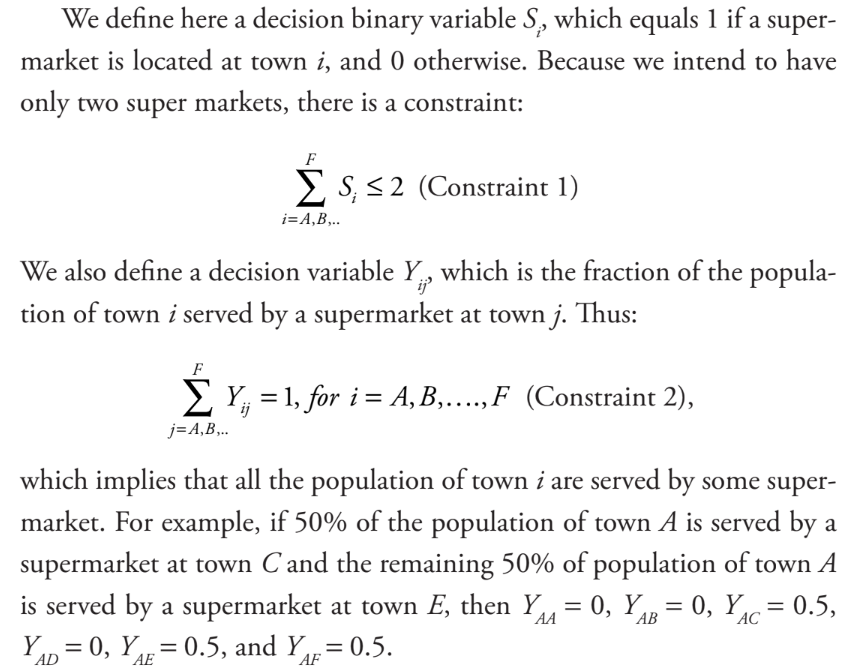 We define here a decision binary variable Sᵢ, which equals 1 if a super-
market is located at town i, and 0 otherwise. Because we intend to have
only two super markets, there is a constraint:
F
∑ Sᵢ ≤ 2 (Constraint 1)
i=A,B,..
We also define a decision variable Yᵢⱼ, which is the fraction of the popula-
tion of town i served by a supermarket at town j. Thus:
F
∑ Yᵢⱼ = 1, for i = A, B,…., F (Constraint 2),
j=A,B,..
which implies that all the population of town i are served by some super-
market. For example, if 50% of the population of town A is served by a
supermarket at town C and the remaining 50% of population of town A
is served by a supermarket at town E, then Y_AA = 0, Y_AB = 0, Y_AC = 0.5,
Y_AD = 0, Y_AE = 0.5, and Y_AF = 0.5.